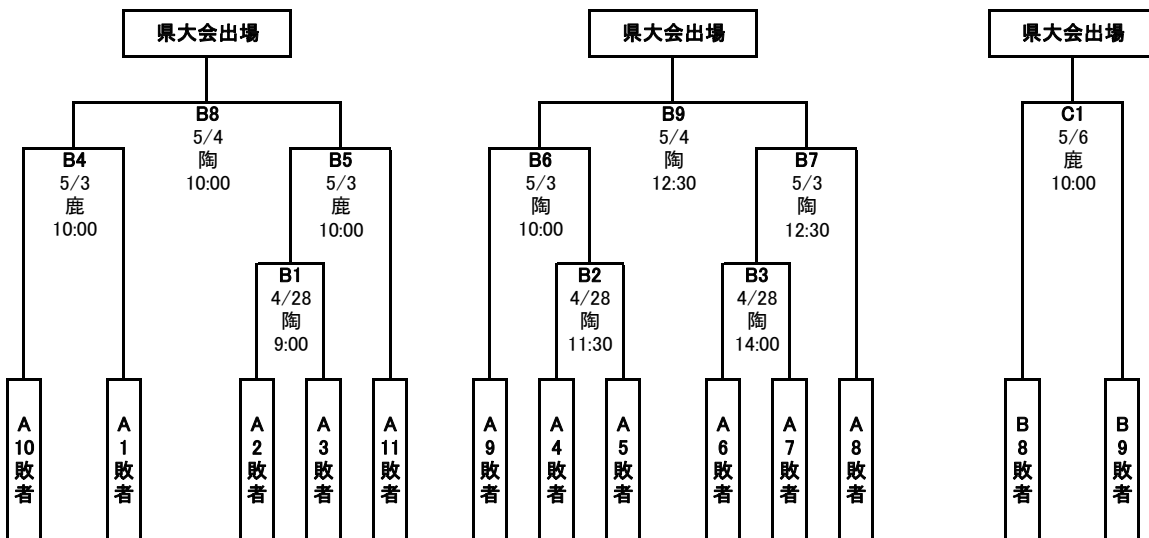 県大会出場
県大会出場
県大会出場
B8
5/4
陶
10:00
B9
5/4
陶
12:30
C1
5/6
鹿
10:00
B4
5/3
鹿
10:00
B5
5/3
鹿
10:00
B6
5/3
陶
10:00
B7
5/3
陶
12:30
B1
4/28
陶
9:00
B2
4/28
陶
11:30
B3
4/28
陶
14:00
A10敗者
A1敗者
A2敗者
A3敗者
A11敗者
A9敗者
A4敗者
A5敗者
A6敗者
A7敗者
A8敗者
B8敗者
B9敗者